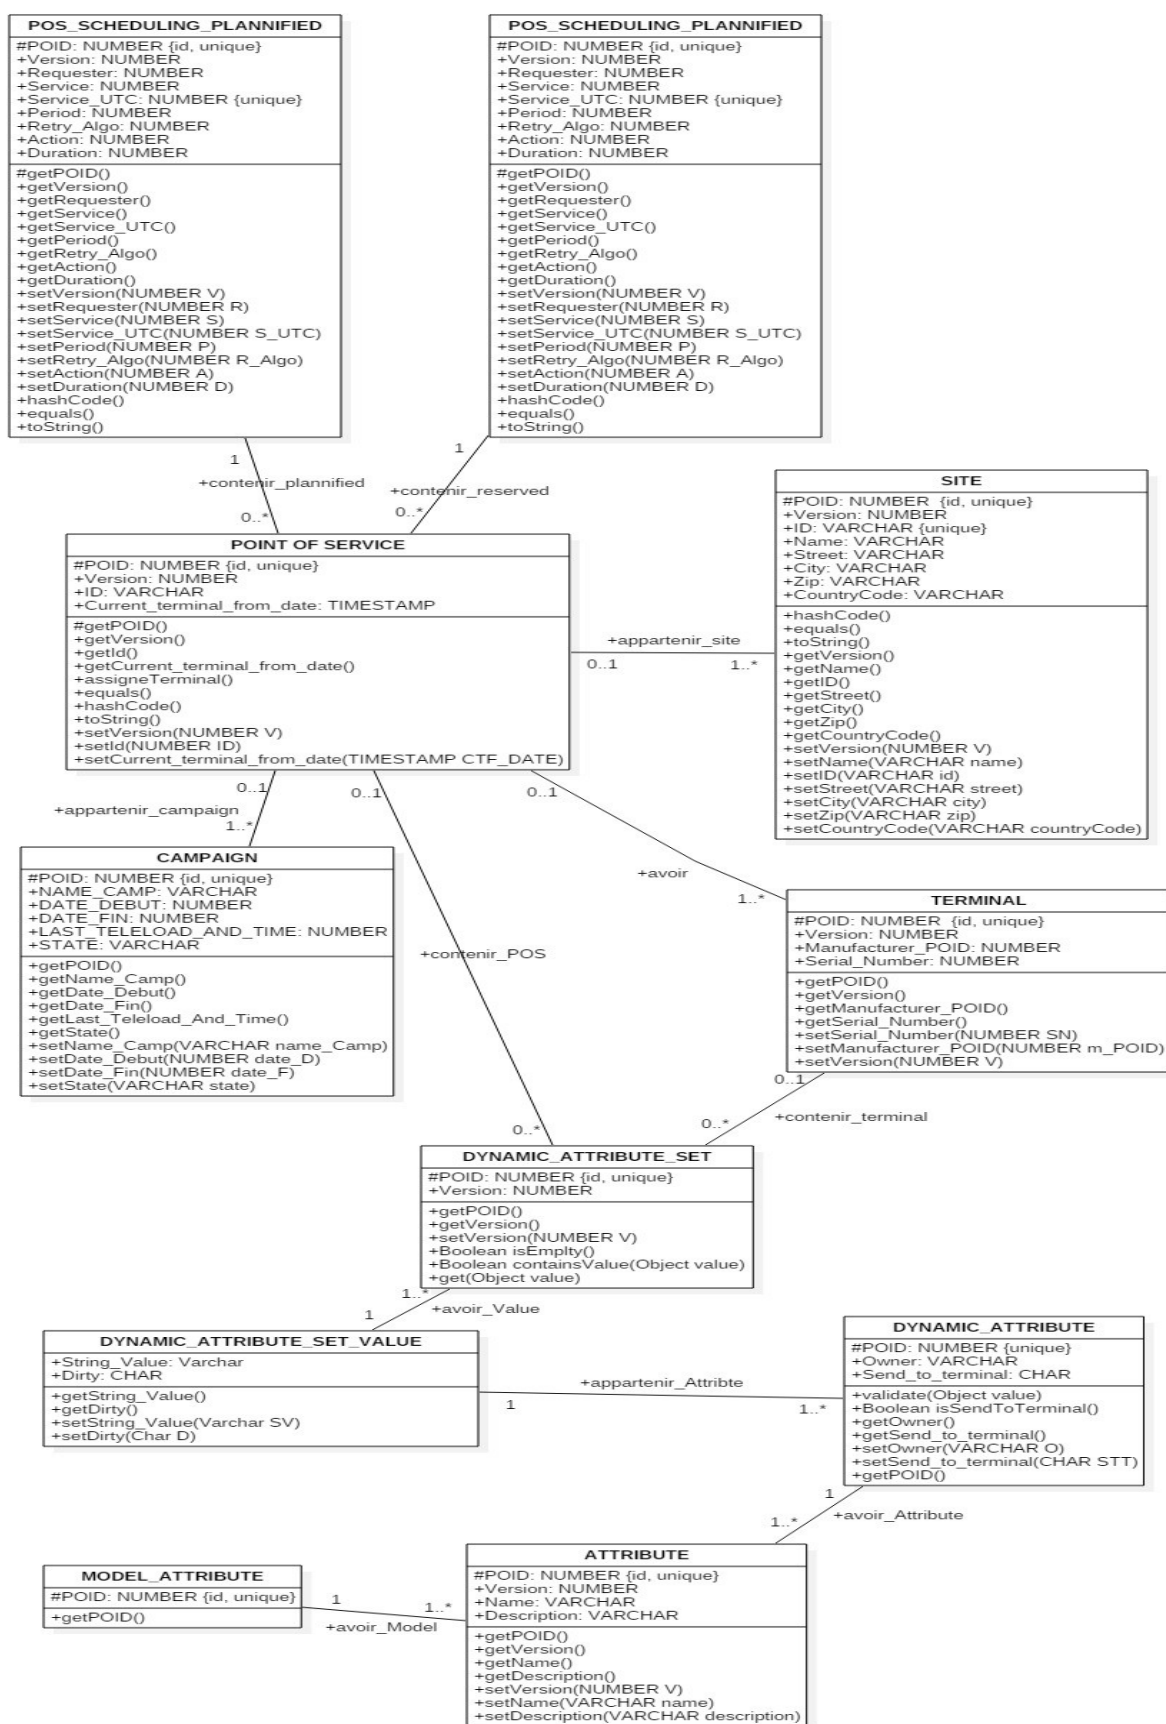 POS_SCHEDULING_PLANNIFIED
#POID: NUMBER {id, unique}
+Version: NUMBER
+Requester: NUMBER
+Service: NUMBER
+Service_UTC: NUMBER {unique}
+Period: NUMBER
+Retry_Algo: NUMBER
+Action: NUMBER
+Duration: NUMBER
#getPOID()
+getVersion()
+getRequester()
+getService()
+getService_UTC()
+getPeriod()
+getRetry_Algo()
+getAction()
+getDuration()
+setVersion(NUMBER V)
+setRequester(NUMBER R)
+setService(NUMBER S)
+setService_UTC(NUMBER S_UTC)
+setPeriod(NUMBER P)
+setRetry_Algo(NUMBER R_Algo)
+setAction(NUMBER A)
+setDuration(NUMBER D)
+hashCode()
+equals()
+toString()
POS_SCHEDULING_PLANNIFIED
#POID: NUMBER {id, unique}
+Version: NUMBER
+Requester: NUMBER
+Service: NUMBER
+Service_UTC: NUMBER {unique}
+Period: NUMBER
+Retry_Algo: NUMBER
+Action: NUMBER
+Duration: NUMBER
#getPOID()
+getVersion()
+getRequester()
+getService()
+getService_UTC()
+getPeriod()
+getRetry_Algo()
+getAction()
+getDuration()
+setVersion(NUMBER V)
+setRequester(NUMBER R)
+setService(NUMBER S)
+setService_UTC(NUMBER S_UTC)
+setPeriod(NUMBER P)
+setRetry_Algo(NUMBER R_Algo)
+setAction(NUMBER A)
+setDuration(NUMBER D)
+hashCode()
+equals()
+toString()
1
+contenir_plannified
0..*
1
+contenir_reserved
0..*
POINT OF SERVICE
#POID: NUMBER {id, unique}
+Version: NUMBER
+ID: VARCHAR
+Current_terminal_from_date: TIMESTAMP
#getPOID()
+getVersion()
+getId()
+getCurrent_terminal_from_date()
+assigneTerminal()
+equals()
+hashCode()
+toString()
+setVersion(NUMBER V)
+setId(NUMBER ID)
+setCurrent_terminal_from_date(TIMESTAMP CTF_DATE)
+appartenir_site
0..1
1..*
SITE
#POID: NUMBER {id, unique}
+Version: NUMBER
+ID: VARCHAR {unique}
+Name: VARCHAR
+Street: VARCHAR
+City: VARCHAR
+Zip: VARCHAR
+CountryCode: VARCHAR
+hashCode()
+equals()
+toString()
+getVersion()
+getName()
+getID()
+getStreet()
+getCity()
+getZip()
+getCountryCode()
+setVersion(NUMBER V)
+setName(VARCHAR name)
+setID(VARCHAR id)
+setStreet(VARCHAR street)
+setCity(VARCHAR city)
+setZip(VARCHAR zip)
+setCountryCode(VARCHAR countryCode)
0..1
+appartenir_campaign
1..*
0..1
+contenir_POS
0..*
0..1
+avoir
1..*
CAMPAIGN
#POID: NUMBER {id, unique}
+NAME_CAMP: VARCHAR
+DATE_DEBUT: NUMBER
+DATE_FIN: NUMBER
+LAST_TELELOAD_AND_TIME: NUMBER
+STATE: VARCHAR
+getPOID()
+getName_Camp()
+getDate_Debut()
+getDate_Fin()
+getLast_Teleload_And_Time()
+getState()
+setName_Camp(VARCHAR name_Camp)
+setDate_Debut(NUMBER date_D)
+setDate_Fin(NUMBER date_F)
+setState(VARCHAR state)
TERMINAL
#POID: NUMBER {id, unique}
+Version: NUMBER
+Manufacturer_POID: NUMBER
+Serial_Number: NUMBER
+getPOID()
+getVersion()
+getManufacturer_POID()
+getSerial_Number()
+setSerial_Number(NUMBER SN)
+setManufacturer_POID(NUMBER m_POID)
+setVersion(NUMBER V)
0..1
+contenir_terminal
0..*
DYNAMIC_ATTRIBUTE_SET
#POID: NUMBER {id, unique}
+Version: NUMBER
+getPOID()
+getVersion()
+setVersion(NUMBER V)
+Boolean isEmplty()
+Boolean containsValue(Object value)
+get(Object value)
1..*
+avoir_Value
1
DYNAMIC_ATTRIBUTE_SET_VALUE
+String_Value: Varchar
+Dirty: CHAR
+getString_Value()
+getDirty()
+setString_Value(Varchar SV)
+setDirty(Char D)
+appartenir_Attribte
1
1..*
DYNAMIC_ATTRIBUTE
#POID: NUMBER {unique}
+Owner: VARCHAR
+Send_to_terminal: CHAR
+validate(Object value)
+Boolean isSendToTerminal()
+getOwner()
+getSend_to_terminal()
+setOwner(VARCHAR O)
+setSend_to_terminal(CHAR STT)
+getPOID()
1
+avoir_Attribute
1..*
MODEL_ATTRIBUTE
#POID: NUMBER {id, unique}
+getPOID()
1
1..*
+avoir_Model
ATTRIBUTE
#POID: NUMBER {id, unique}
+Version: NUMBER
+Name: VARCHAR
+Description: VARCHAR
+getPOID()
+getVersion()
+getName()
+getDescription()
+setVersion(NUMBER V)
+setName(VARCHAR name)
+setDescription(VARCHAR description)